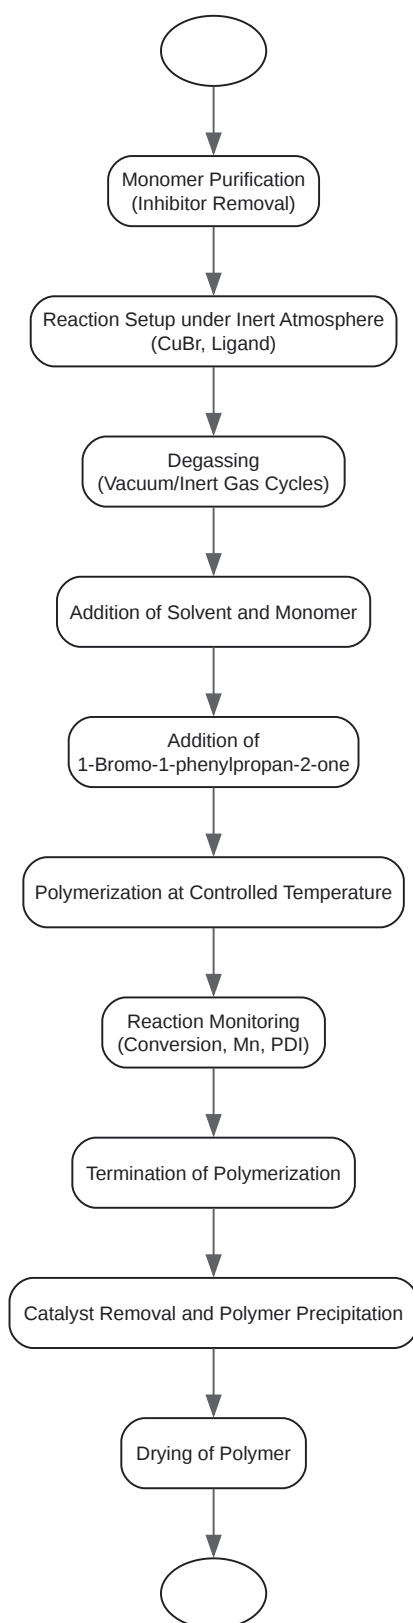 Monomer Purification
(Inhibitor Removal)
Reaction Setup under Inert Atmosphere
(CuBr, Ligand)
Degassing
(Vacuum/Inert Gas Cycles)
Addition of Solvent and Monomer
Addition of
1-Bromo-1-phenylpropan-2-one
Polymerization at Controlled Temperature
Reaction Monitoring
(Conversion, Mn, PDI)
Termination of Polymerization
Catalyst Removal and Polymer Precipitation
Drying of Polymer